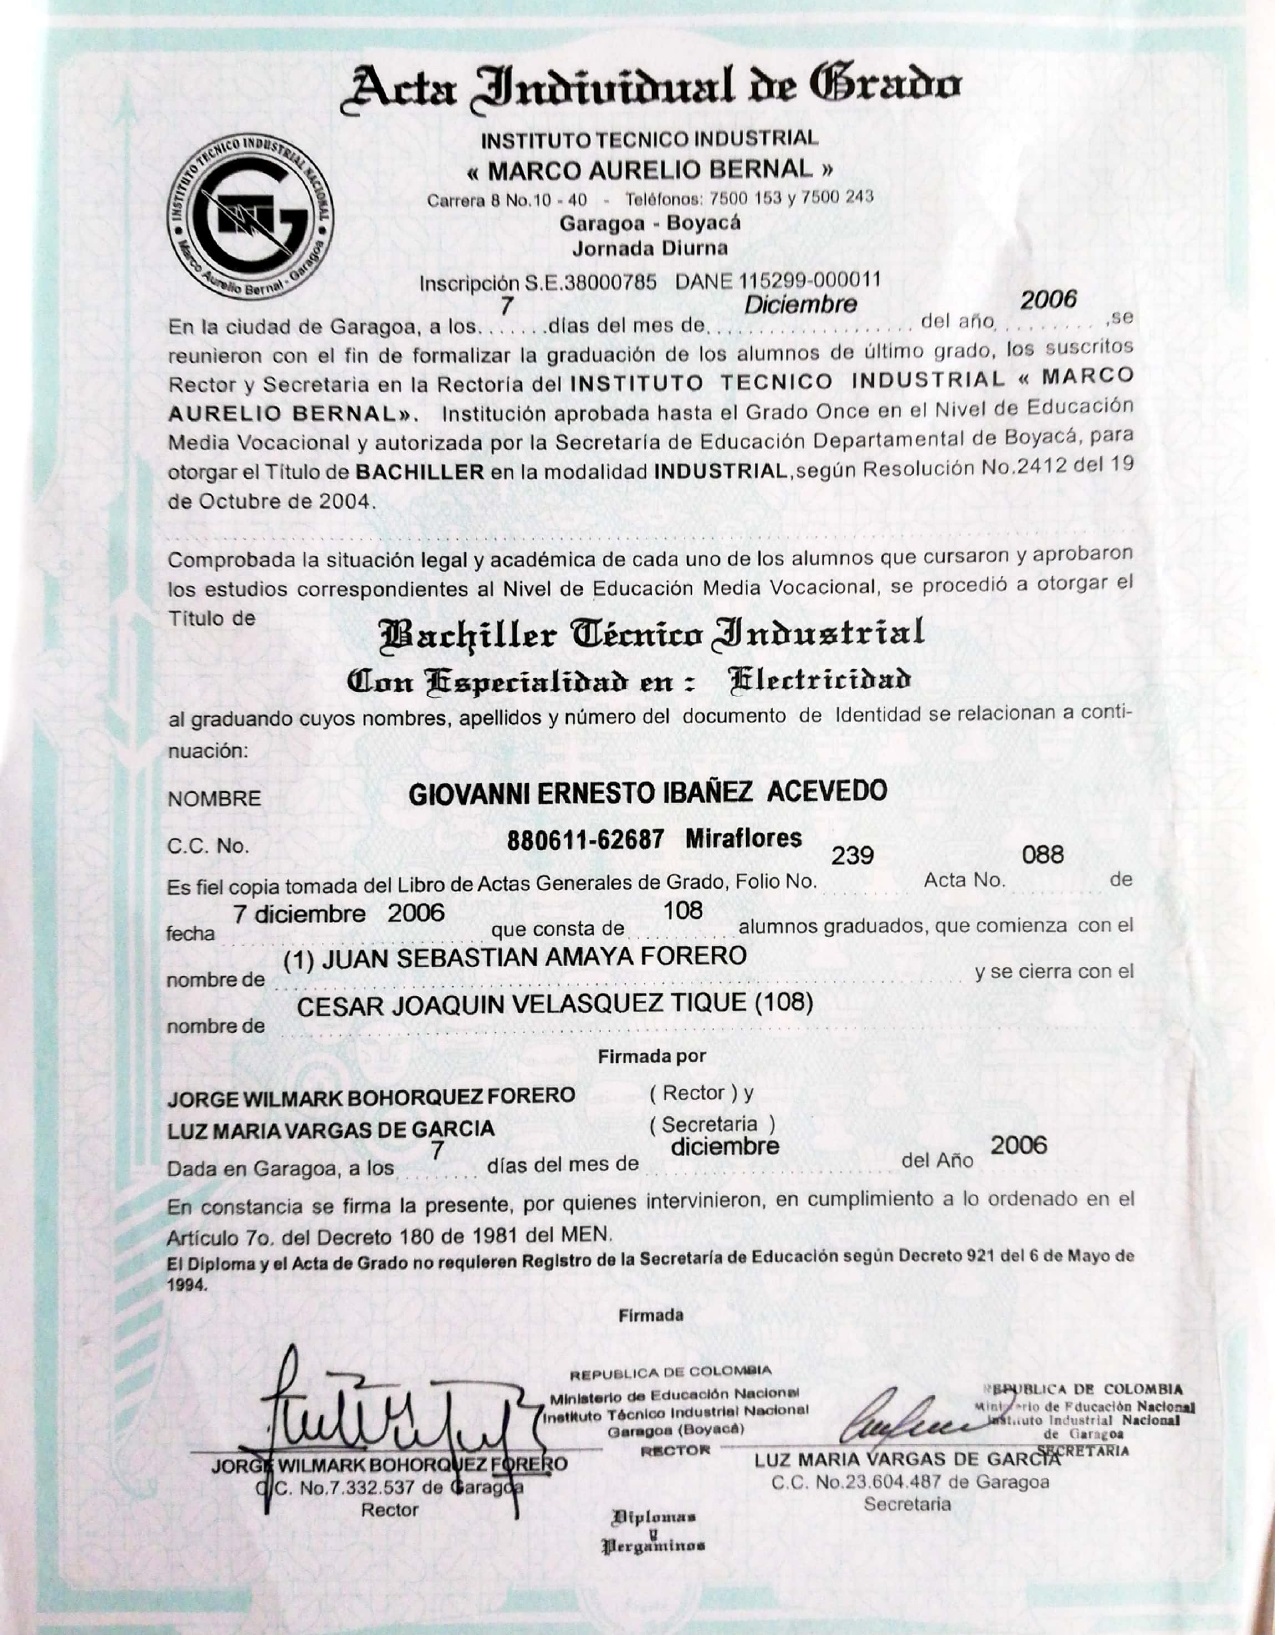 Acta Individual de Grado
INSTITUTO TECNICO INDUSTRIAL NACIONAL
Marco Aurelio Bernal - Garagoa
INSTITUTO TECNICO INDUSTRIAL
« MARCO AURELIO BERNAL »
Carrera 8 No.10 - 40 - Teléfonos: 7500 153 y 7500 243
Garagoa - Boyacá
Jornada Diurna
Inscripción S.E.38000785 DANE 115299-000011
En la ciudad de Garagoa, a los 7 días del mes de Diciembre del año 2006 ,se
reunieron con el fin de formalizar la graduación de los alumnos de último grado, los suscritos
Rector y Secretaria en la Rectoría del INSTITUTO TECNICO INDUSTRIAL « MARCO
AURELIO BERNAL». Institución aprobada hasta el Grado Once en el Nivel de Educación
Media Vocacional y autorizada por la Secretaría de Educación Departamental de Boyacá, para
otorgar el Título de BACHILLER en la modalidad INDUSTRIAL,según Resolución No.2412 del 19
de Octubre de 2004.
Comprobada la situación legal y académica de cada uno de los alumnos que cursaron y aprobaron
los estudios correspondientes al Nivel de Educación Media Vocacional, se procedió a otorgar el
Título de
Bachiller Técnico Industrial
Con Especialidad en : Electricidad
al graduando cuyos nombres, apellidos y número del documento de Identidad se relacionan a conti-
nuación:
NOMBRE GIOVANNI ERNESTO IBAÑEZ ACEVEDO
C.C. No. 880611-62687 Miraflores
Es fiel copia tomada del Libro de Actas Generales de Grado, Folio No. 239 Acta No. 088 de
fecha 7 diciembre 2006 que consta de 108 alumnos graduados, que comienza con el
nombre de (1) JUAN SEBASTIAN AMAYA FORERO y se cierra con el
nombre de CESAR JOAQUIN VELASQUEZ TIQUE (108)
Firmada por
JORGE WILMARK BOHORQUEZ FORERO ( Rector ) y
LUZ MARIA VARGAS DE GARCIA ( Secretaria )
Dada en Garagoa, a los 7 días del mes de diciembre del Año 2006
En constancia se firma la presente, por quienes intervinieron, en cumplimiento a lo ordenado en el
Artículo 7o. del Decreto 180 de 1981 del MEN.
El Diploma y el Acta de Grado no requieren Registro de la Secretaría de Educación según Decreto 921 del 6 de Mayo de
1994.
Firmada
REPUBLICA DE COLOMBIA
Ministerio de Educación Nacional
Instituto Técnico Industrial Nacional
Garagoa (Boyacá)
RECTOR
JORGE WILMARK BOHORQUEZ FORERO
C.C. No.7.332.537 de Garagoa
Rector
REPUBLICA DE COLOMBIA
Ministerio de Educación Nacional
Instituto Industrial Nacional
de Garagoa
SECRETARIA
LUZ MARIA VARGAS DE GARCIA
C.C. No.23.604.487 de Garagoa
Secretaria
Diplomas
y
Pergaminos